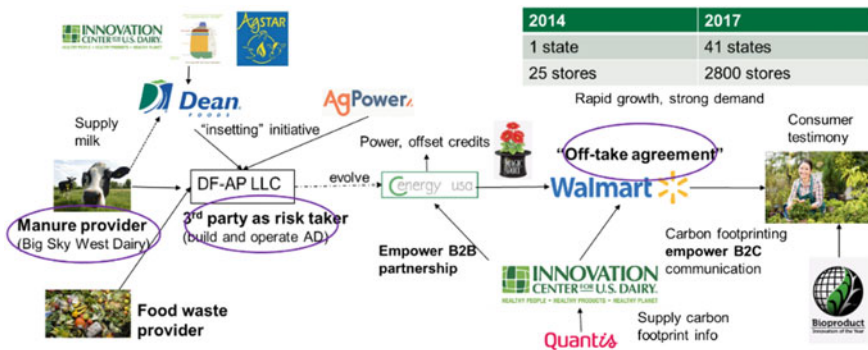 INNOVATION
CENTER FOR U.S. DAIRY.
HEALTHY PEOPLE • HEALTHY PRODUCTS • HEALTHY PLANET
AgSTAR
2014 2017
1 state 41 states
25 stores 2800 stores
Rapid growth, strong demand
Dean
FOODS
AgPower
Supply
milk
"insetting" initiative
Power, offset credits
MAGIC
DIRT
"Off-take agreement"
Consumer
testimony
DF-AP LLC
evolve
Cenergy usa
Walmart
Manure provider
(Big Sky West Dairy)
3rd party as risk taker
(build and operate AD)
Empower B2B
partnership
Carbon footprinting
empower B2C
communication
INNOVATION
CENTER FOR U.S. DAIRY.
HEALTHY PEOPLE • HEALTHY PRODUCTS • HEALTHY PLANET
Food waste
provider
Supply carbon
footprint info
Quantis
Bioproduct
Innovation of the Year